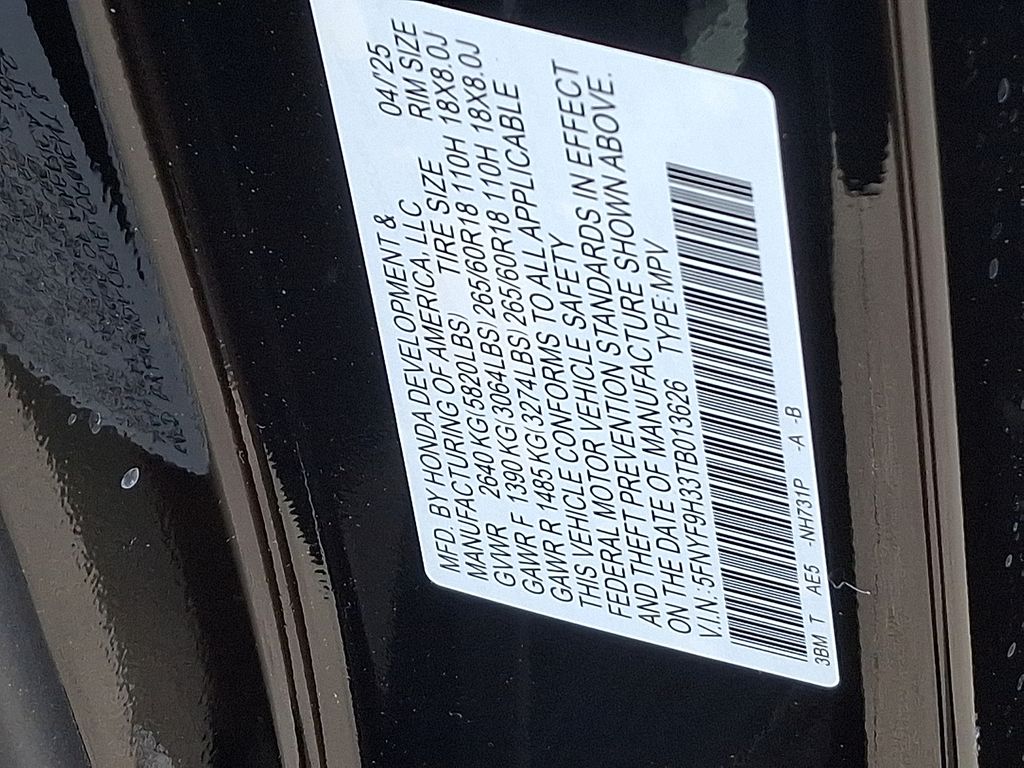 MFD. BY HONDA DEVELOPMENT & 04/'25
MANUFACTURING OF AMERICA, LLC RIM SIZE
GVWR 2640 KG(5820LBS) TIRE SIZE
GAWR F 1390 KG(3064LBS) 265/60R18 110H 18X8.0J
GAWR R 1485 KG(3274LBS) 265/60R18 110H 18X8.0J
THIS VEHICLE CONFORMS TO ALL APPLICABLE
FEDERAL MOTOR VEHICLE SAFETY
AND THEFT PREVENTION STANDARDS IN EFFECT
ON THE DATE OF MANUFACTURE SHOWN ABOVE.
V.I.N.:5FNYF9H33TB013626 TYPE:MPV
3BM T AE5 -NH731P -A -B